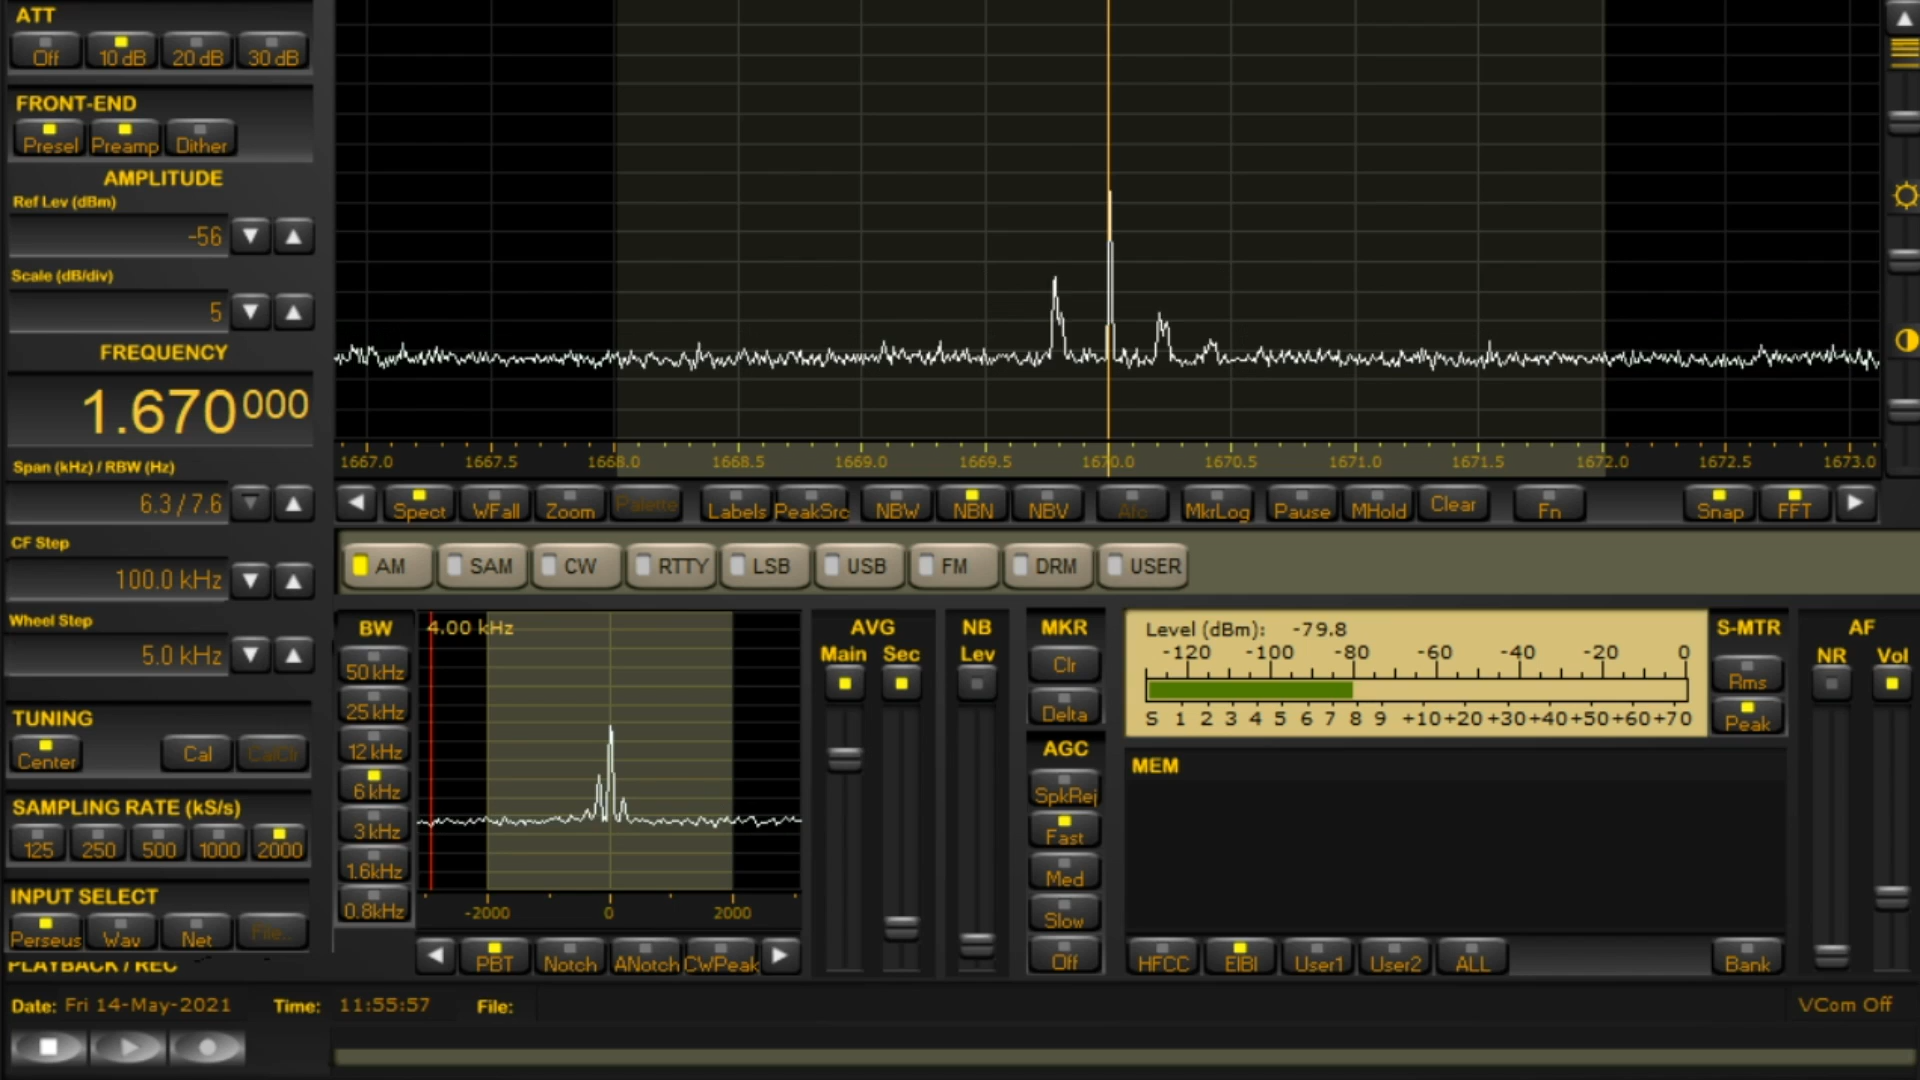 ATT
Off 10 dB 20 dB 30 dB
FRONT-END
Presel Preamp Dither
AMPLITUDE
Ref Lev (dBm)
-56
Scale (dB/div)
5
FREQUENCY
1.670000
Span (kHz) / RBW (Hz)
6.3 / 7.6
CF Step
100.0 kHz
Wheel Step
5.0 kHz
TUNING
Center Cal CalClr
SAMPLING RATE (kS/s)
125 250 500 1000 2000
INPUT SELECT
Perseus Wav Net File..
PLAYBACK / REC
1667.0 1667.5 1668.0 1668.5 1669.0 1669.5 1670.0 1670.5 1671.0 1671.5 1672.0 1672.5 1673.0
Spect WFall Zoom Palette Labels PeakSrc NBW NBN NBV Afc MkrLog Pause MHold Clear Fn Snap FFT
AM SAM CW RTTY LSB USB FM DRM USER
BW
50 kHz
25 kHz
12 kHz
6 kHz
3 kHz
1.6kHz
0.8kHz
4.00 kHz
-2000 0 2000
PBT Notch ANotch CWPeak
AVG
Main Sec
NB
Lev
MKR
Clr
Delta
AGC
SpkRej
Fast
Med
Slow
Off
Level (dBm): -79.8
-120 -100 -80 -60 -40 -20 0
S 1 2 3 4 5 6 7 8 9 +10 +20 +30 +40 +50 +60 +70
S-MTR
Rms
Peak
AF
NR Vol
MEM
HFCC EIBI User1 User2 ALL Bank
Date: Fri 14-May-2021 Time: 11:55:57 File:
VCom Off